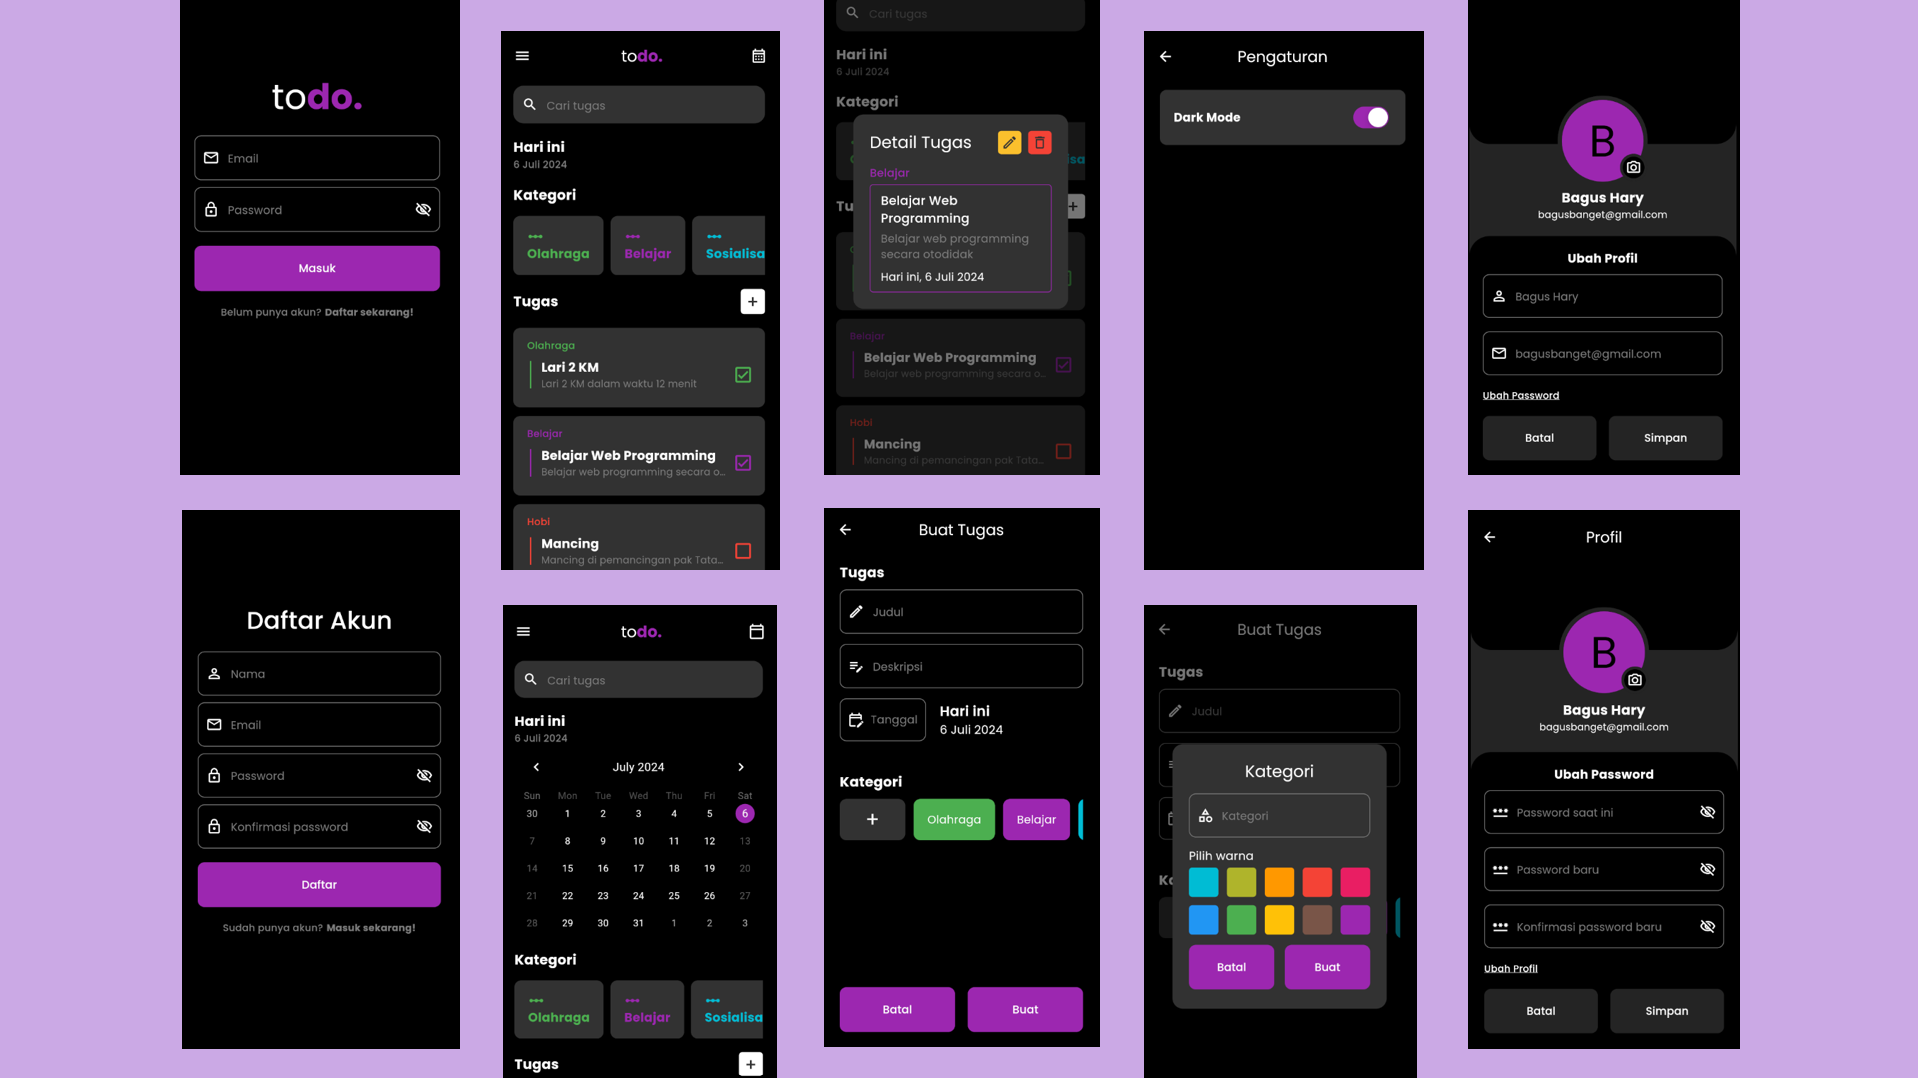 todo.
Email
Password
Masuk
Belum punya akun? Daftar sekarang!
Daftar Akun
Nama
Email
Password
Konfirmasi password
Daftar
Sudah punya akun? Masuk sekarang!
todo.
Cari tugas
Hari ini
6 Juli 2024
Kategori
Olahraga
Belajar
Sosialisa
Tugas
+
Olahraga
Lari 2 KM
Lari 2 KM dalam waktu 12 menit
Belajar
Belajar Web Programming
Belajar web programming secara o...
Hobi
Mancing
Mancing di pemancingan pak Tata...
todo.
Cari tugas
Hari ini
6 Juli 2024
July 2024
Sun Mon Tue Wed Thu Fri Sat
30 1 2 3 4 5 6
7 8 9 10 11 12 13
14 15 16 17 18 19 20
21 22 23 24 25 26 27
28 29 30 31 1 2 3
Kategori
Olahraga
Belajar
Sosialisa
Tugas
+
Cari tugas
Hari ini
6 Juli 2024
Kategori
isa
Tu
+
Detail Tugas
Belajar
Belajar Web
Programming
Belajar web programming
secara otodidak
Hari ini, 6 Juli 2024
Belajar
Belajar Web Programming
Belajar web programming secara o...
Hobi
Mancing
Mancing di pemancingan pak Tata...
Buat Tugas
Tugas
Judul
Deskripsi
Tanggal
Hari ini
6 Juli 2024
Kategori
+
Olahraga
Belajar
Batal
Buat
Pengaturan
Dark Mode
Buat Tugas
Tugas
Judul
Ka
Kategori
Kategori
Pilih warna
Batal
Buat
B
Bagus Hary
bagusbanget@gmail.com
Ubah Profil
Bagus Hary
bagusbanget@gmail.com
Ubah Password
Batal
Simpan
Profil
B
Bagus Hary
bagusbanget@gmail.com
Ubah Password
Password saat ini
Password baru
Konfirmasi password baru
Ubah Profil
Batal
Simpan